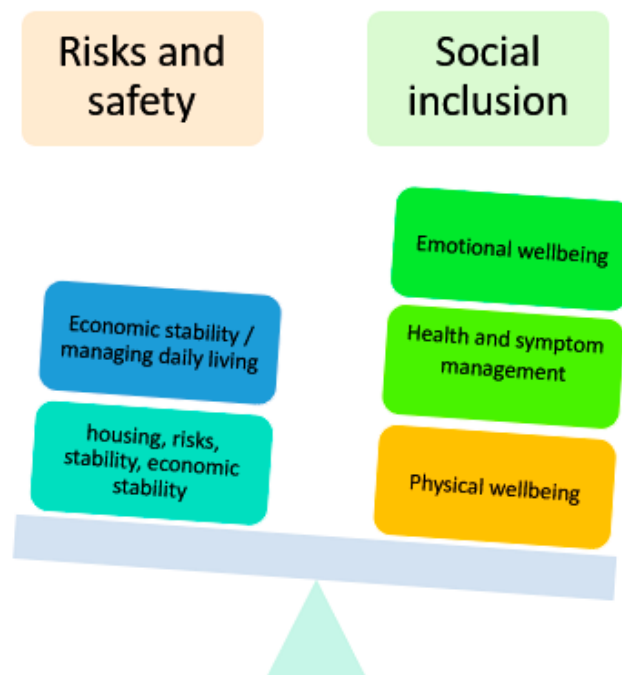 Risks and
safety
Social
inclusion
Emotional wellbeing
Economic stability /
managing daily living
Health and symptom
management
housing, risks,
stability, economic
stability
Physical wellbeing